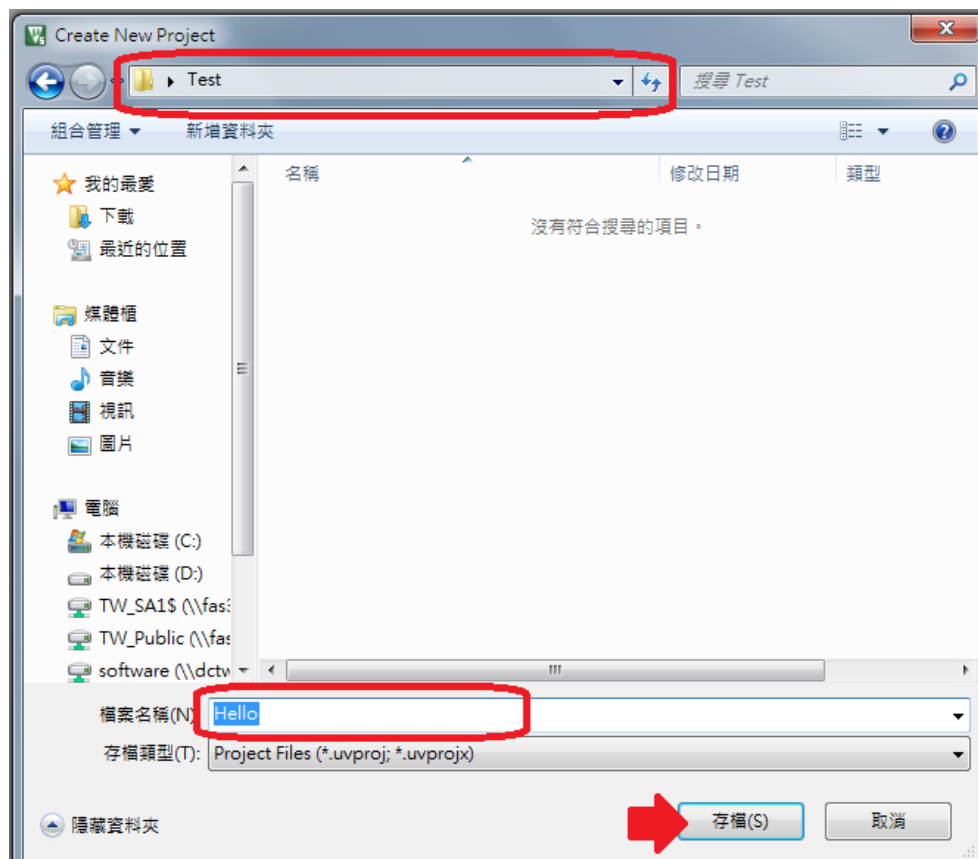 Create New Project
Test
搜尋 Test
組合管理
新增資料夾
名稱
修改日期
類型
沒有符合搜尋的項目。
我的最愛
下載
最近的位置
媒體櫃
文件
音樂
視訊
圖片
電腦
本機磁碟 (C:)
本機磁碟 (D:)
TW_SA1$ (\\fas3
TW_Public (\\fas
software (\\dctw
檔案名稱(N)
Hello
存檔類型(T):
Project Files (*.uvproj; *.uvprojx)
隱藏資料夾
存檔(S)
取消